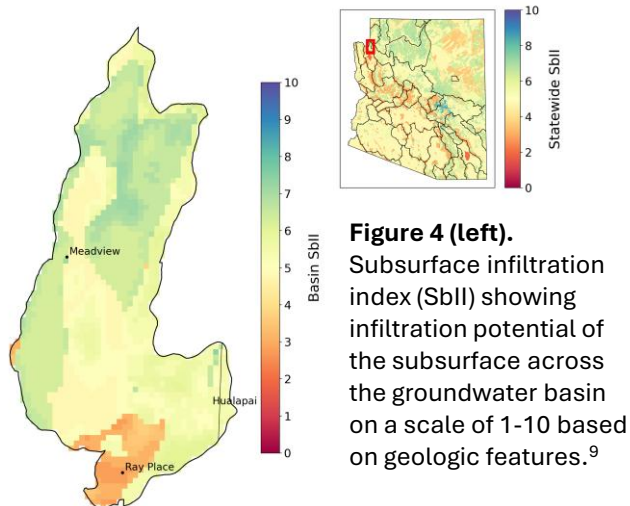 Meadview
Hualapai
Ray Place
10
9
8
7
6
5
4
3
2
1
0
Basin SbII
10
8
6
4
2
0
Statewide SbII
Figure 4 (left).
Subsurface infiltration
index (SbII) showing
infiltration potential of
the subsurface across
the groundwater basin
on a scale of 1-10 based
on geologic features.⁹